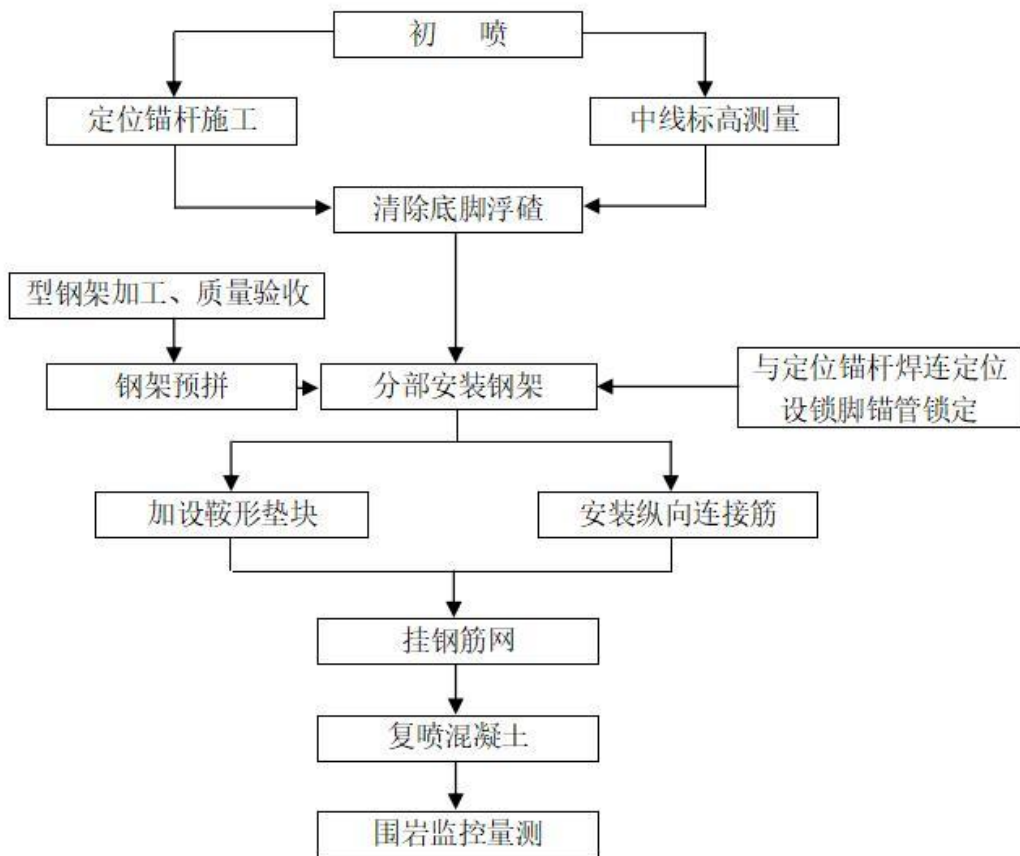 初 喷
定位锚杆施工
中线标高测量
清除底脚浮碴
型钢架加工、质量验收
钢架预拼
分部安装钢架
与定位锚杆焊连定位
设锁脚锚管锁定
加设鞍形垫块
安装纵向连接筋
挂钢筋网
复喷混凝土
围岩监控量测